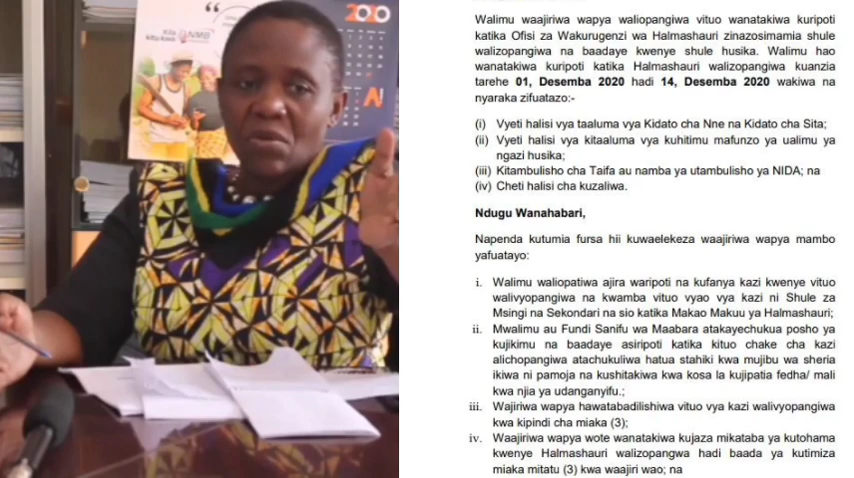 2020
Kila
kitu kwa
NMB
Walimu waajiriwa wapya waliopangiwa vituo wanatakiwa kuripoti
katika Ofisi za Wakurugenzi wa Halmashauri zinazosimamia shule
walizopangiwa na baadaye kwenye shule husika. Walimu hao
wanatakiwa kuripoti katika Halmashauri walizopangiwa kuanzia
tarehe 01, Desemba 2020 hadi 14, Desemba 2020 wakiwa na
nyaraka zifuatazo:-
(i) Vyeti halisi vya taaluma vya Kidato cha Nne na Kidato cha Sita;
(ii) Vyeti halisi vya kitaaluma vya kuhitimu mafunzo ya ualimu ya
ngazi husika;
(iii) Kitambulisho cha Taifa au namba ya utambulisho ya NIDA; na
(iv) Cheti halisi cha kuzaliwa.
Ndugu Wanahabari,
Napenda kutumia fursa hii kuwaelekeza waajiriwa wapya mambo
yafuatayo:
i. Walimu waliopatiwa ajira waripoti na kufanya kazi kwenye vituo
walivyopangiwa na kwamba vituo vyao vya kazi ni Shule za
Msingi na Sekondari na sio katika Makao Makuu ya Halmashauri;
ii. Mwalimu au Fundi Sanifu wa Maabara atakayechukua posho ya
kujikimu na baadaye asiripoti katika kituo chake cha kazi
alichopangiwa atachukuliwa hatua stahiki kwa mujibu wa sheria
ikiwa ni pamoja na kushitakiwa kwa kosa la kujipatia fedha/ mali
kwa njia ya udanganyifu.;
iii. Wajiriwa wapya hawatabadilishiwa vituo vya kazi walivyopangiwa
kwa kipindi cha miaka (3);
iv. Waajiriwa wapya wote wanatakiwa kujaza mikataba ya kutohama
kwenye Halmashauri walizopangwa hadi baada ya kutimiza
miaka mitatu (3) kwa waajiri wao; na